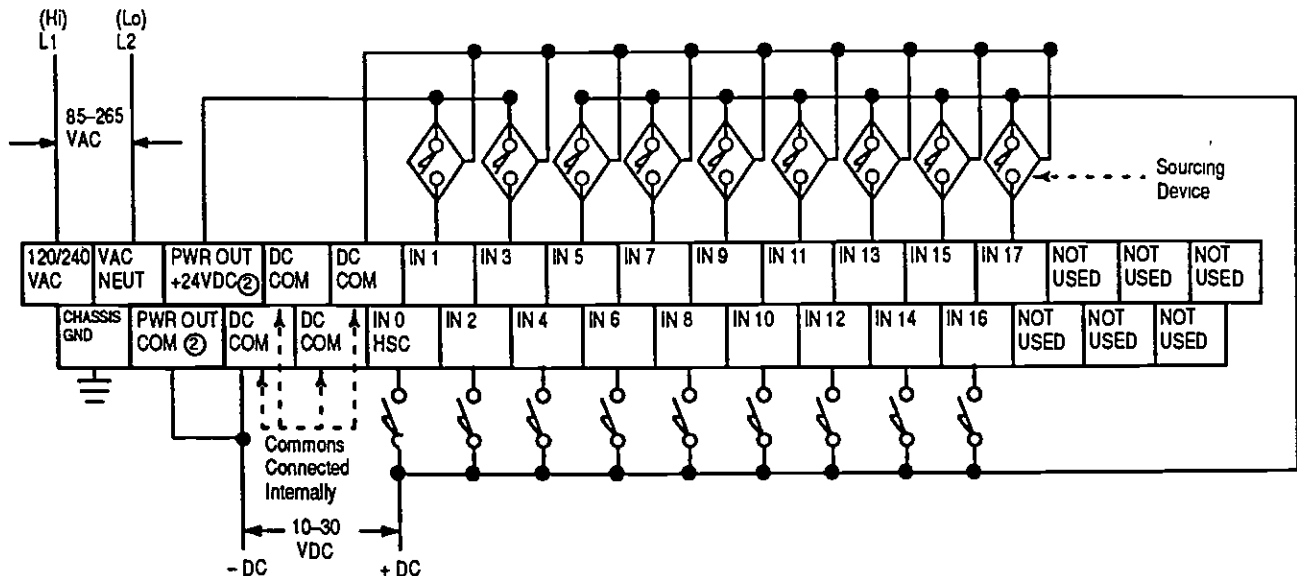 (Hi)
L1
(Lo)
L2
85–265
VAC
Sourcing
Device
120/240
VAC
VAC
NEUT
PWR OUT
+24VDC②
DC
COM
DC
COM
IN 1
IN 3
IN 5
IN 7
IN 9
IN 11
IN 13
IN 15
IN 17
NOT
USED
NOT
USED
NOT
USED
CHASSIS
GND
PWR OUT
COM ②
DC
COM
DC
COM
IN 0
HSC
IN 2
IN 4
IN 6
IN 8
IN 10
IN 12
IN 14
IN 16
NOT
USED
NOT
USED
NOT
USED
Commons
Connected
Internally
10–30
VDC
– DC
+ DC